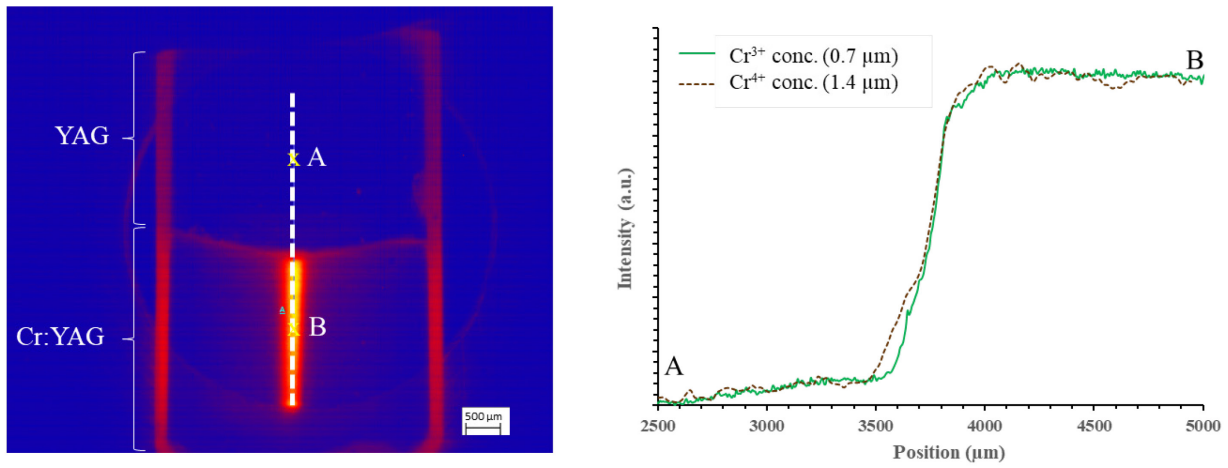 YAG
Cr:YAG
x A
x B
500 µm
Cr³⁺ conc. (0.7 µm)
Cr⁴⁺ conc. (1.4 µm)
A
B
Intensity (a.u.)
2500 3000 3500 4000 4500 5000
Position (µm)